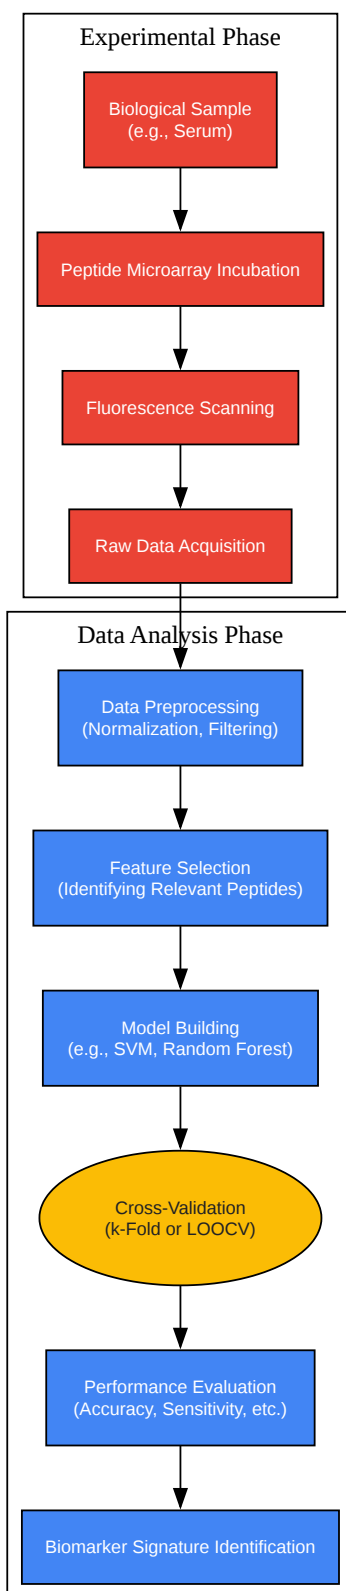 Experimental Phase
Biological Sample
(e.g., Serum)
Peptide Microarray Incubation
Fluorescence Scanning
Raw Data Acquisition
Data Analysis Phase
Data Preprocessing
(Normalization, Filtering)
Feature Selection
(Identifying Relevant Peptides)
Model Building
(e.g., SVM, Random Forest)
Cross-Validation
(k-Fold or LOOCV)
Performance Evaluation
(Accuracy, Sensitivity, etc.)
Biomarker Signature Identification